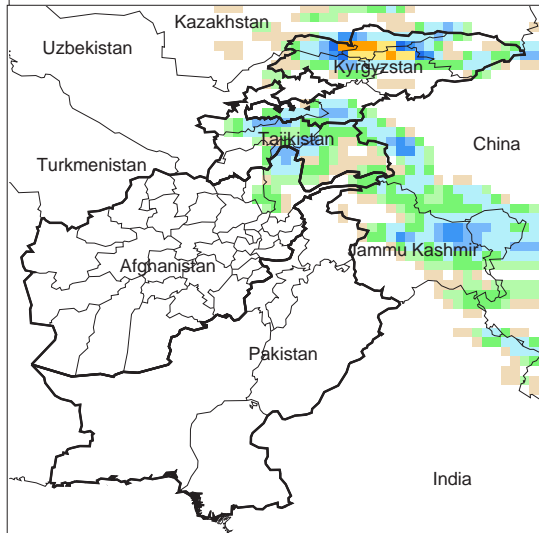 Kazakhstan
Uzbekistan
Kyrgyzstan
Tajikistan
China
Turkmenistan
Jammu Kashmir
Afghanistan
Pakistan
India